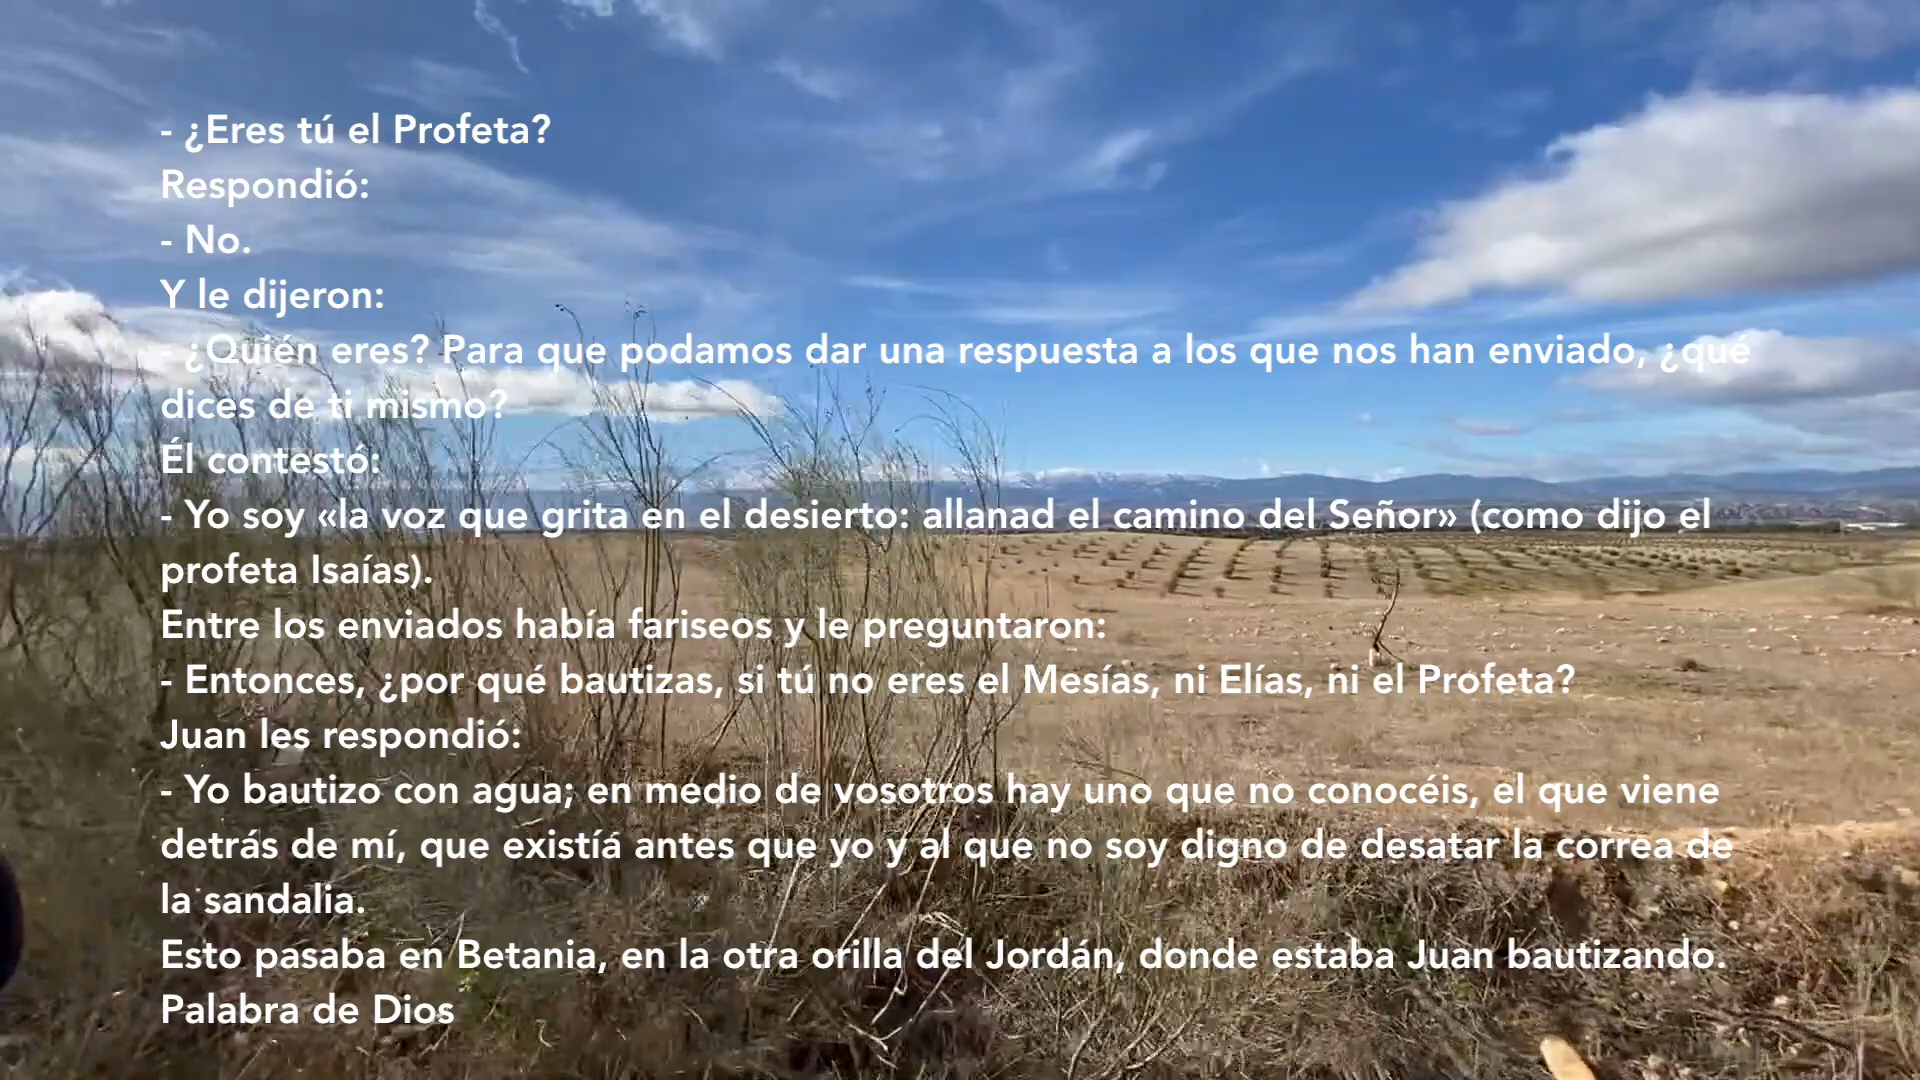 - ¿Eres tú el Profeta?
Respondió:
- No.
Y le dijeron:
- ¿Quién eres? Para que podamos dar una respuesta a los que nos han enviado, ¿qué
dices de ti mismo?
Él contestó:
- Yo soy «la voz que grita en el desierto: allanad el camino del Señor» (como dijo el
profeta Isaías).
Entre los enviados había fariseos y le preguntaron:
- Entonces, ¿por qué bautizas, si tú no eres el Mesías, ni Elías, ni el Profeta?
Juan les respondió:
- Yo bautizo con agua; en medio de vosotros hay uno que no conocéis, el que viene
detrás de mí, que existíá antes que yo y al que no soy digno de desatar la correa de
la sandalia.
Esto pasaba en Betania, en la otra orilla del Jordán, donde estaba Juan bautizando.
Palabra de Dios